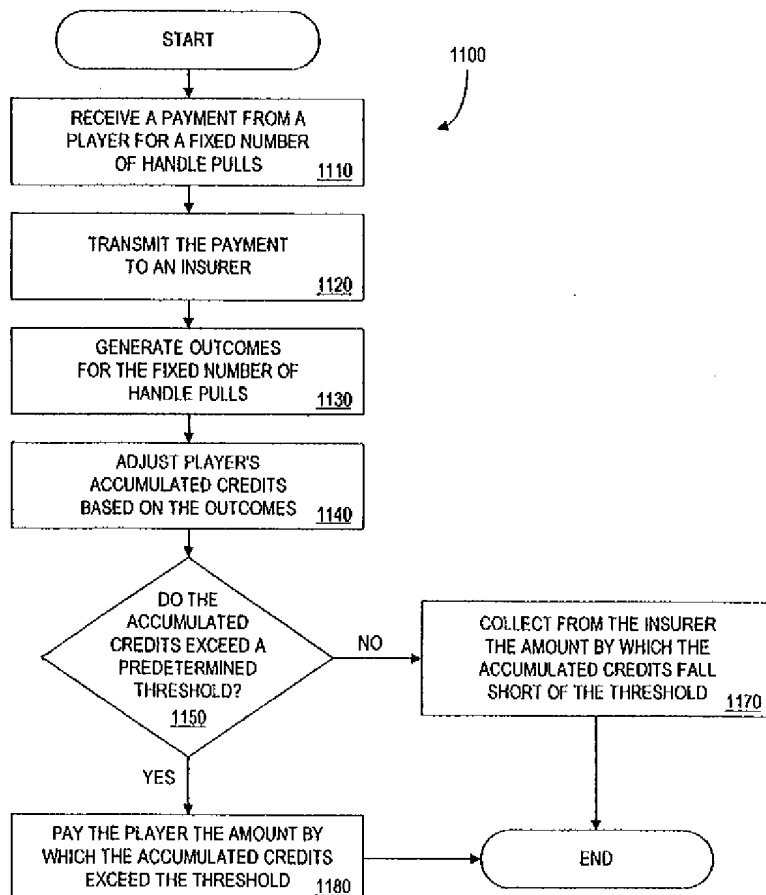 START
1100
RECEIVE A PAYMENT FROM A
PLAYER FOR A FIXED NUMBER
OF HANDLE PULLS
1110
TRANSMIT THE PAYMENT
TO AN INSURER
1120
GENERATE OUTCOMES
FOR THE FIXED NUMBER OF
HANDLE PULLS
1130
ADJUST PLAYER'S
ACCUMULATED CREDITS
BASED ON THE OUTCOMES
1140
DO THE
ACCUMULATED
CREDITS EXCEED A
PREDETERMINED
THRESHOLD?
1150
NO
COLLECT FROM THE INSURER
THE AMOUNT BY WHICH THE
ACCUMULATED CREDITS FALL
SHORT OF THE THRESHOLD
1170
YES
PAY THE PLAYER THE AMOUNT BY
WHICH THE ACCUMULATED CREDITS
EXCEED THE THRESHOLD
1180
END